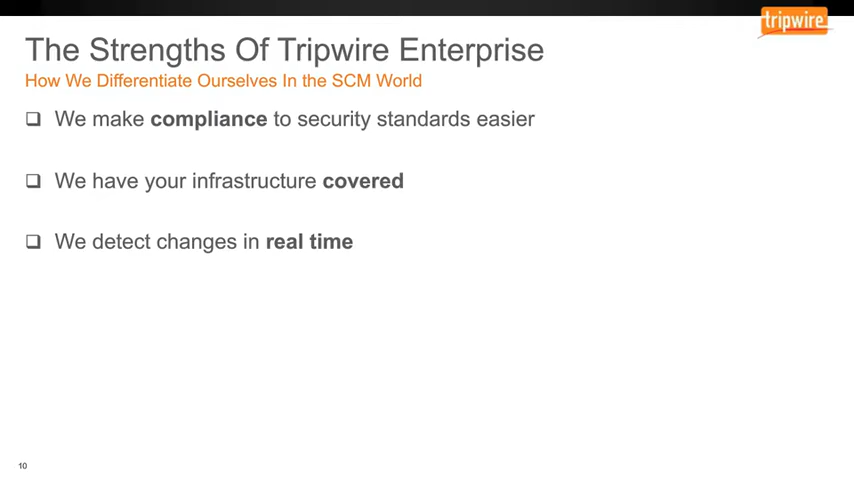 tripwire
The Strengths Of Tripwire Enterprise
How We Differentiate Ourselves In the SCM World
❑ We make compliance to security standards easier
❑ We have your infrastructure covered
❑ We detect changes in real time
10